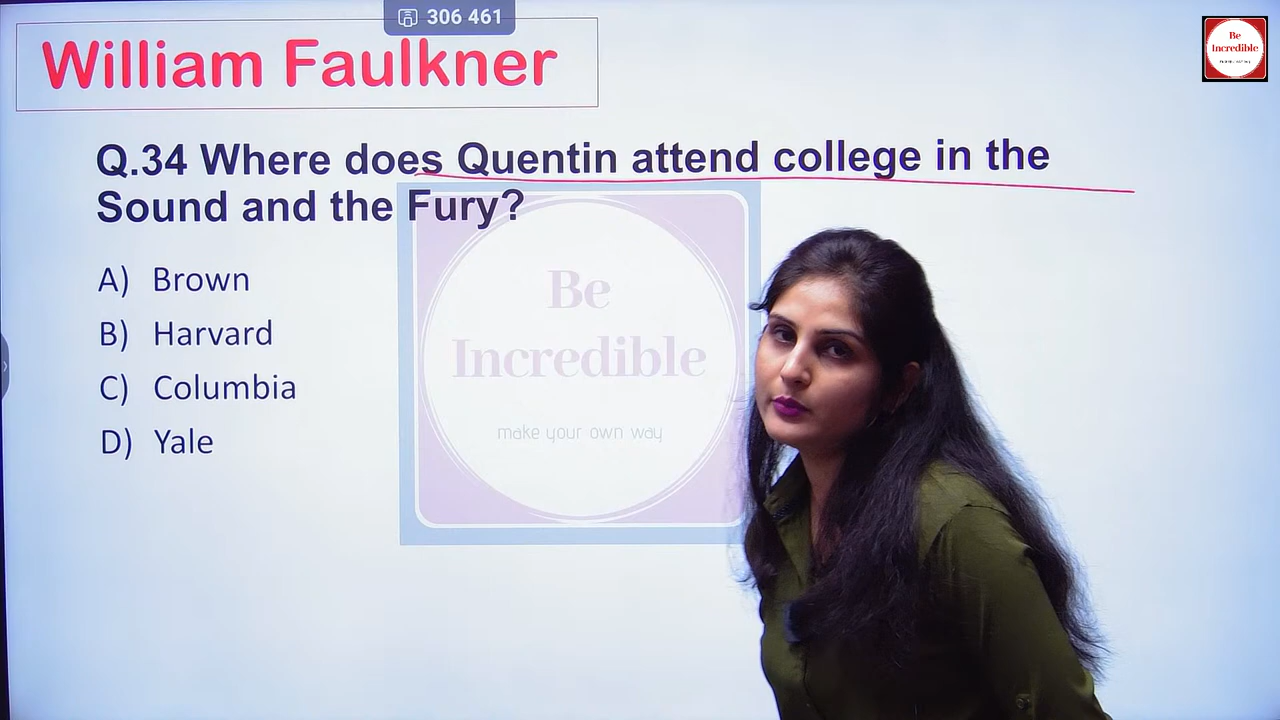 306 461
William Faulkner
Be
Incredible
Q.34 Where does Quentin attend college in the
Sound and the Fury?
A) Brown
B) Harvard
C) Columbia
D) Yale
Be
Incredible
make your own way